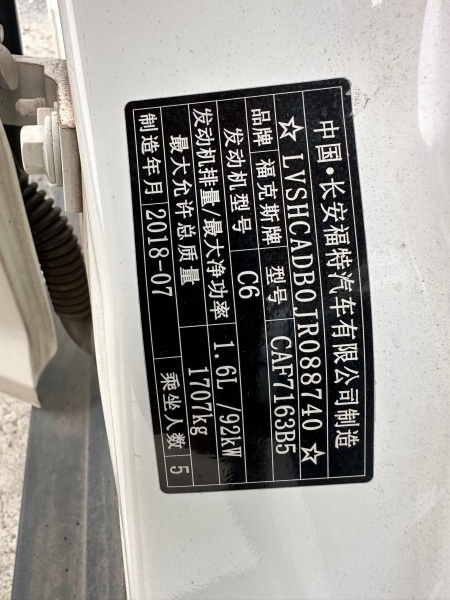 中国·长安福特汽车有限公司制造
☆LVSHCADB0JR088740☆
品牌 福克斯牌 型号 CAF7163B5
发动机型号 C6
发动机排量/最大净功率 1.6L /92kW
最大允许总质量 1707kg
制造年月 2018-07 乘坐人数 5